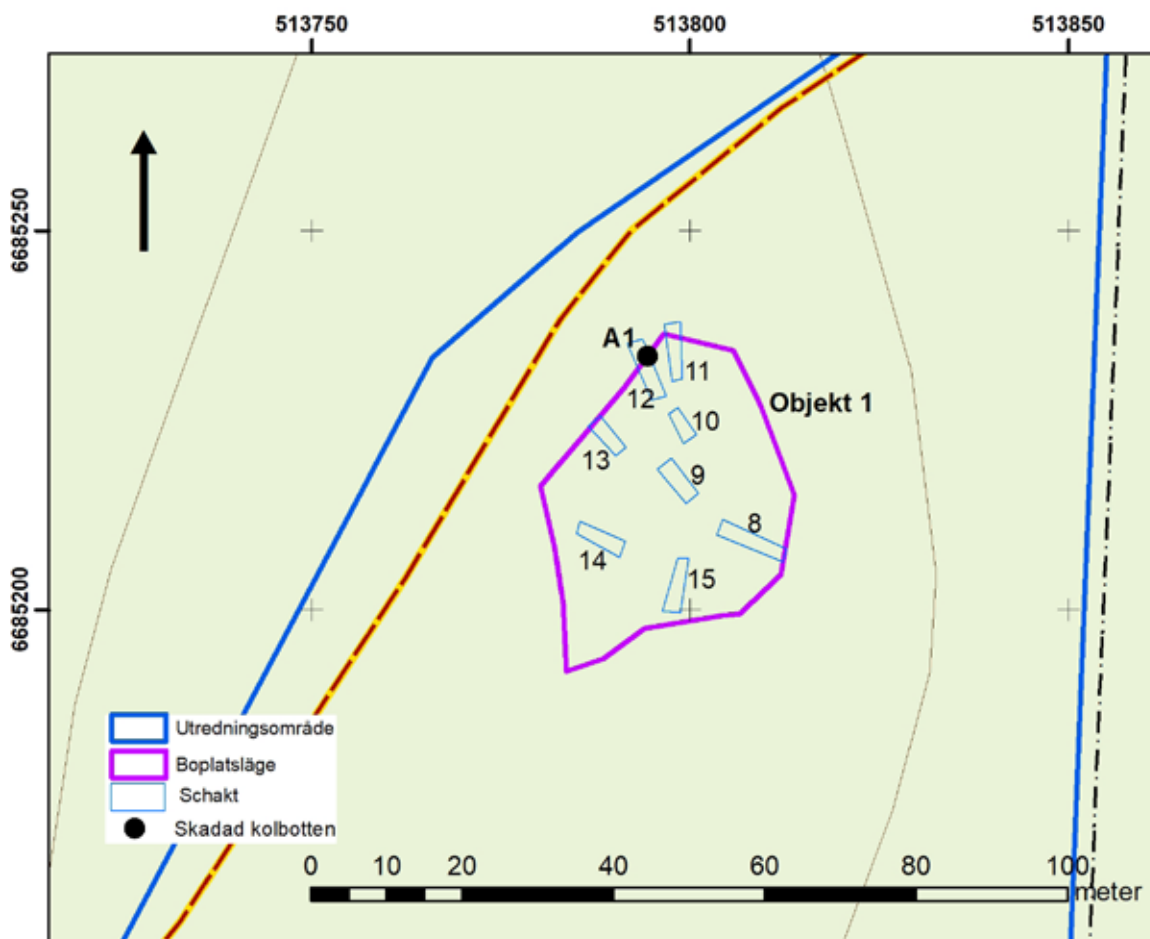 513750 513800 513850
6685250
6685200
A1
11
12
Objekt 1
10
13
9
8
14
15
Utredningsområde
Boplatsläge
Schakt
Skadad kolbotten
0 10 20 40 60 80 100
meter